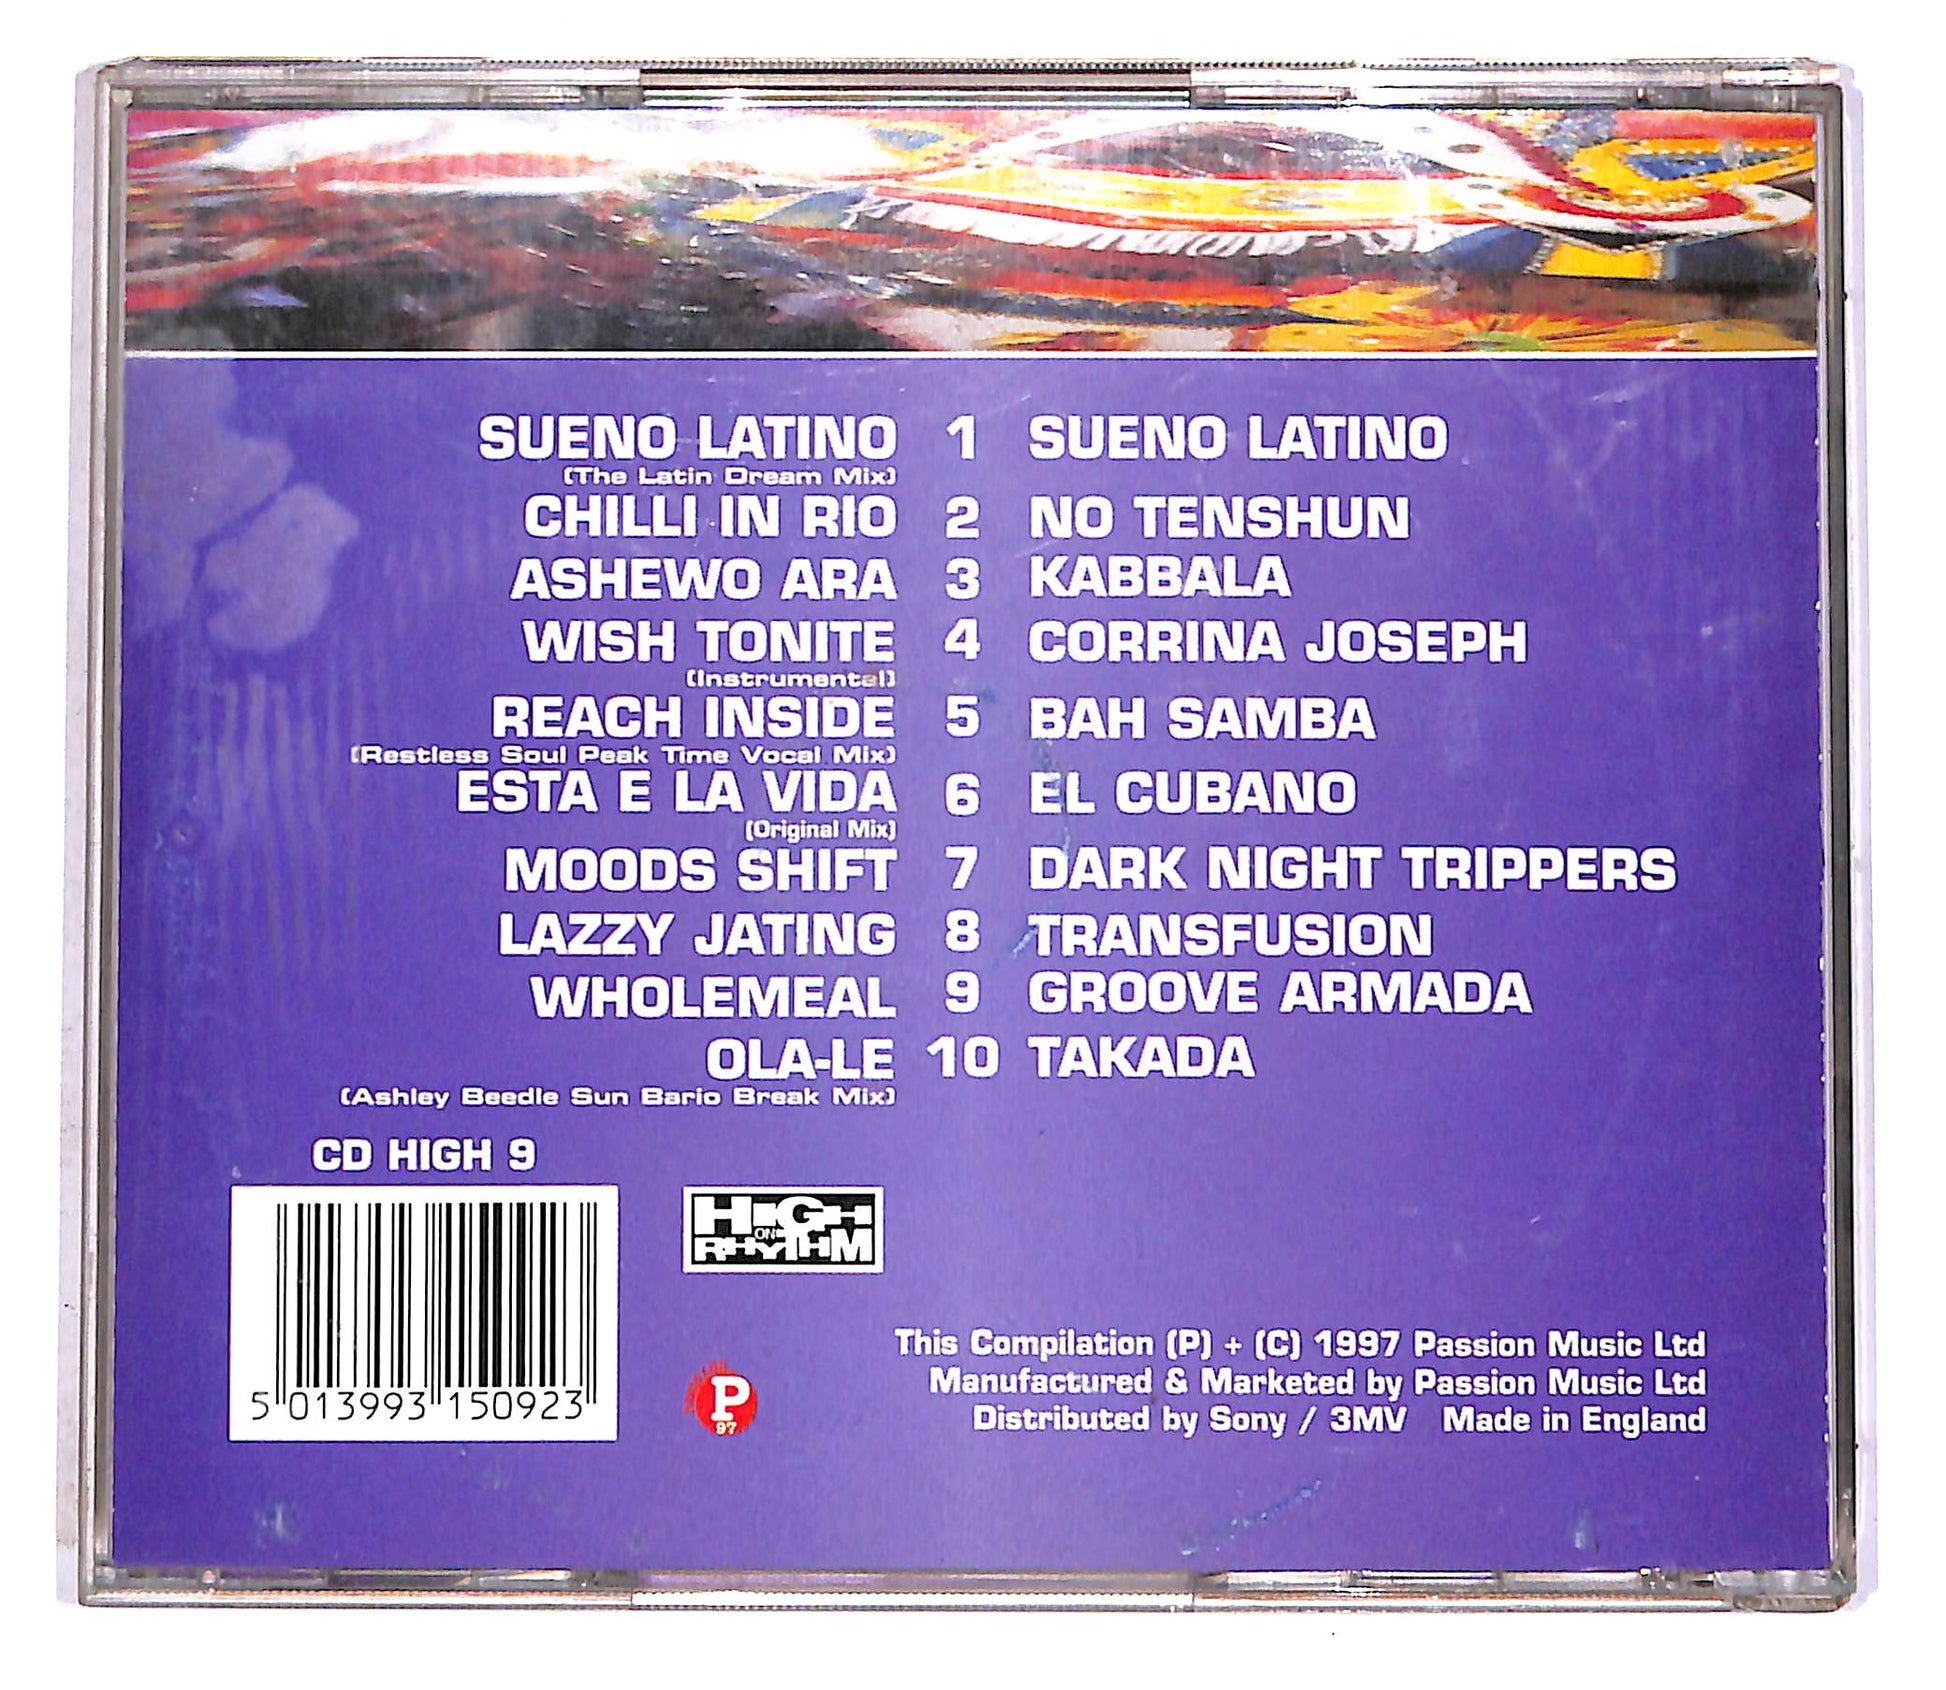 SUENO LATINO 1 SUENO LATINO
(The Latin Dream Mix)
CHILLI IN RIO 2 NO TENSHUN
ASHEWO ARA 3 KABBALA
WISH TONITE 4 CORRINA JOSEPH
(Instrumental)
REACH INSIDE 5 BAH SAMBA
(Restless Soul Peak Time Vocal Mix)
ESTA E LA VIDA 6 EL CUBANO
(Original Mix)
MOODS SHIFT 7 DARK NIGHT TRIPPERS
LAZZY JATING 8 TRANSFUSION
WHOLEMEAL 9 GROOVE ARMADA
OLA-LE 10 TAKADA
(Ashley Beedle Sun Bario Break Mix)
CD HIGH 9
HIGH
ON
RHYTHM
5 013993 150923
P
97
This Compilation (P) + (C) 1997 Passion Music Ltd
Manufactured & Marketed by Passion Music Ltd
Distributed by Sony / 3MV Made in England